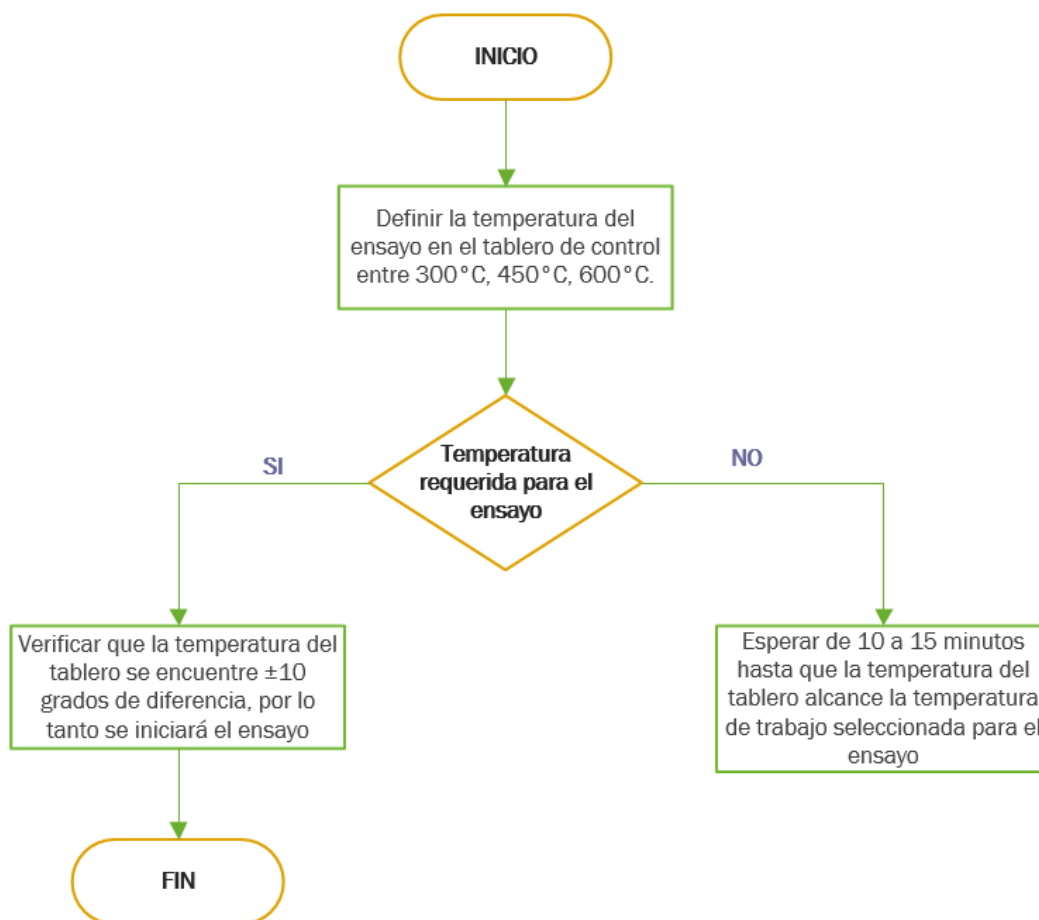 INICIO
Definir la temperatura del
ensayo en el tablero de control
entre 300°C, 450°C, 600°C.
Temperatura
requerida para el
ensayo
SI
NO
Verificar que la temperatura del
tablero se encuentre ±10
grados de diferencia, por lo
tanto se iniciará el ensayo
Esperar de 10 a 15 minutos
hasta que la temperatura del
tablero alcance la temperatura
de trabajo seleccionada para el
ensayo
FIN